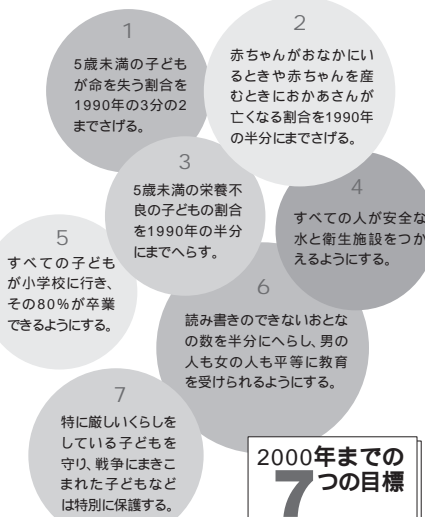 1
5歳未満の子ども
が命を失う割合を
1990年の3分の2
までさげる。
2
赤ちゃんがおなかにい
るときや赤ちゃんを産
むときにおかあさんが
亡くなる割合を1990年
の半分にまでさげる。
3
5歳未満の栄養不
良の子どもの割合
を1990年の半分
にまでへらす。
4
すべての人が安全な
水と衛生施設をつか
えるようにする。
5
すべての子ども
が小学校に行き、
その80%が卒業
できるようにする。
6
読み書きのできないおとな
の数を半分にへらし、男の
人も女の人も平等に教育
を受けられるようにする。
7
特に厳しいくらしを
している子どもを
守り、戦争にまきこ
まれた子どもなど
は特別に保護する。
2000年までの
7つの目標